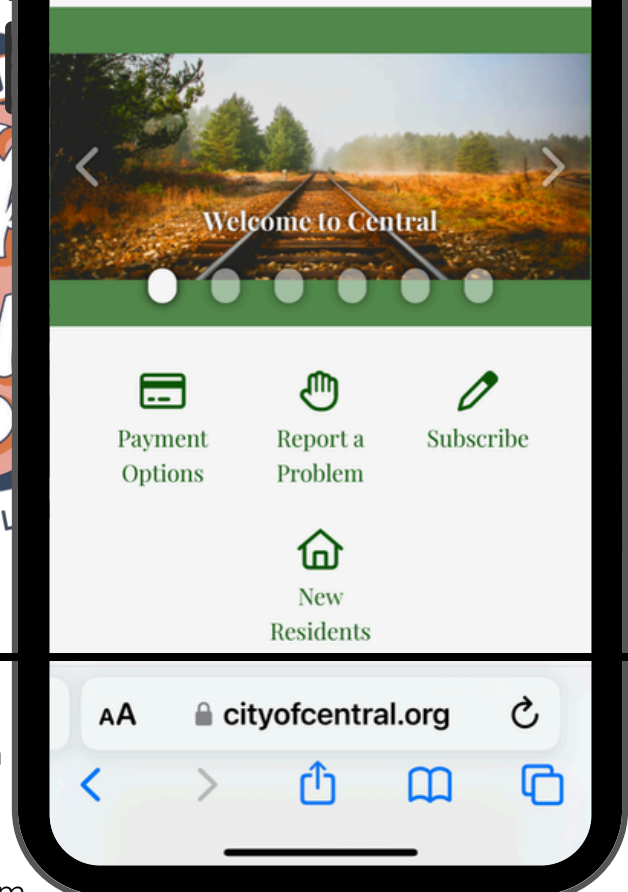 Welcome to Central
Payment
Options
Report a
Problem
Subscribe
New
Residents
AA
cityofcentral.org